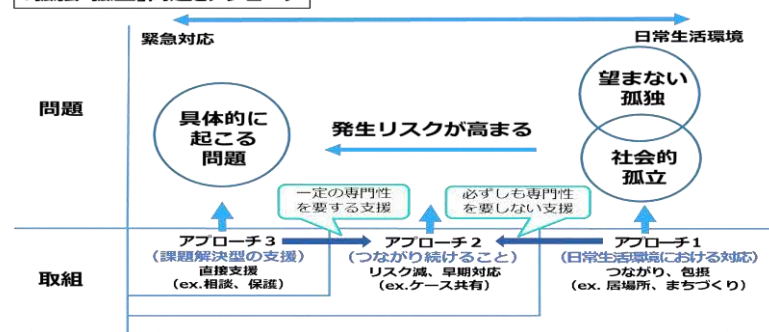 緊急対応
日常生活環境
問題
具体的に
起こる
問題
発生リスクが高まる
望まない
孤独
社会的
孤立
一定の専門性
を要する支援
必ずしも専門性
を要しない支援
取組
アプローチ3
(課題解決型の支援)
直接支援
(ex.相談、保護)
アプローチ2
(つながり続けること)
リスク減、早期対応
(ex.ケース共有)
アプローチ1
(日常生活環境における対応)
つながり、包摂
(ex. 居場所、まちづくり)